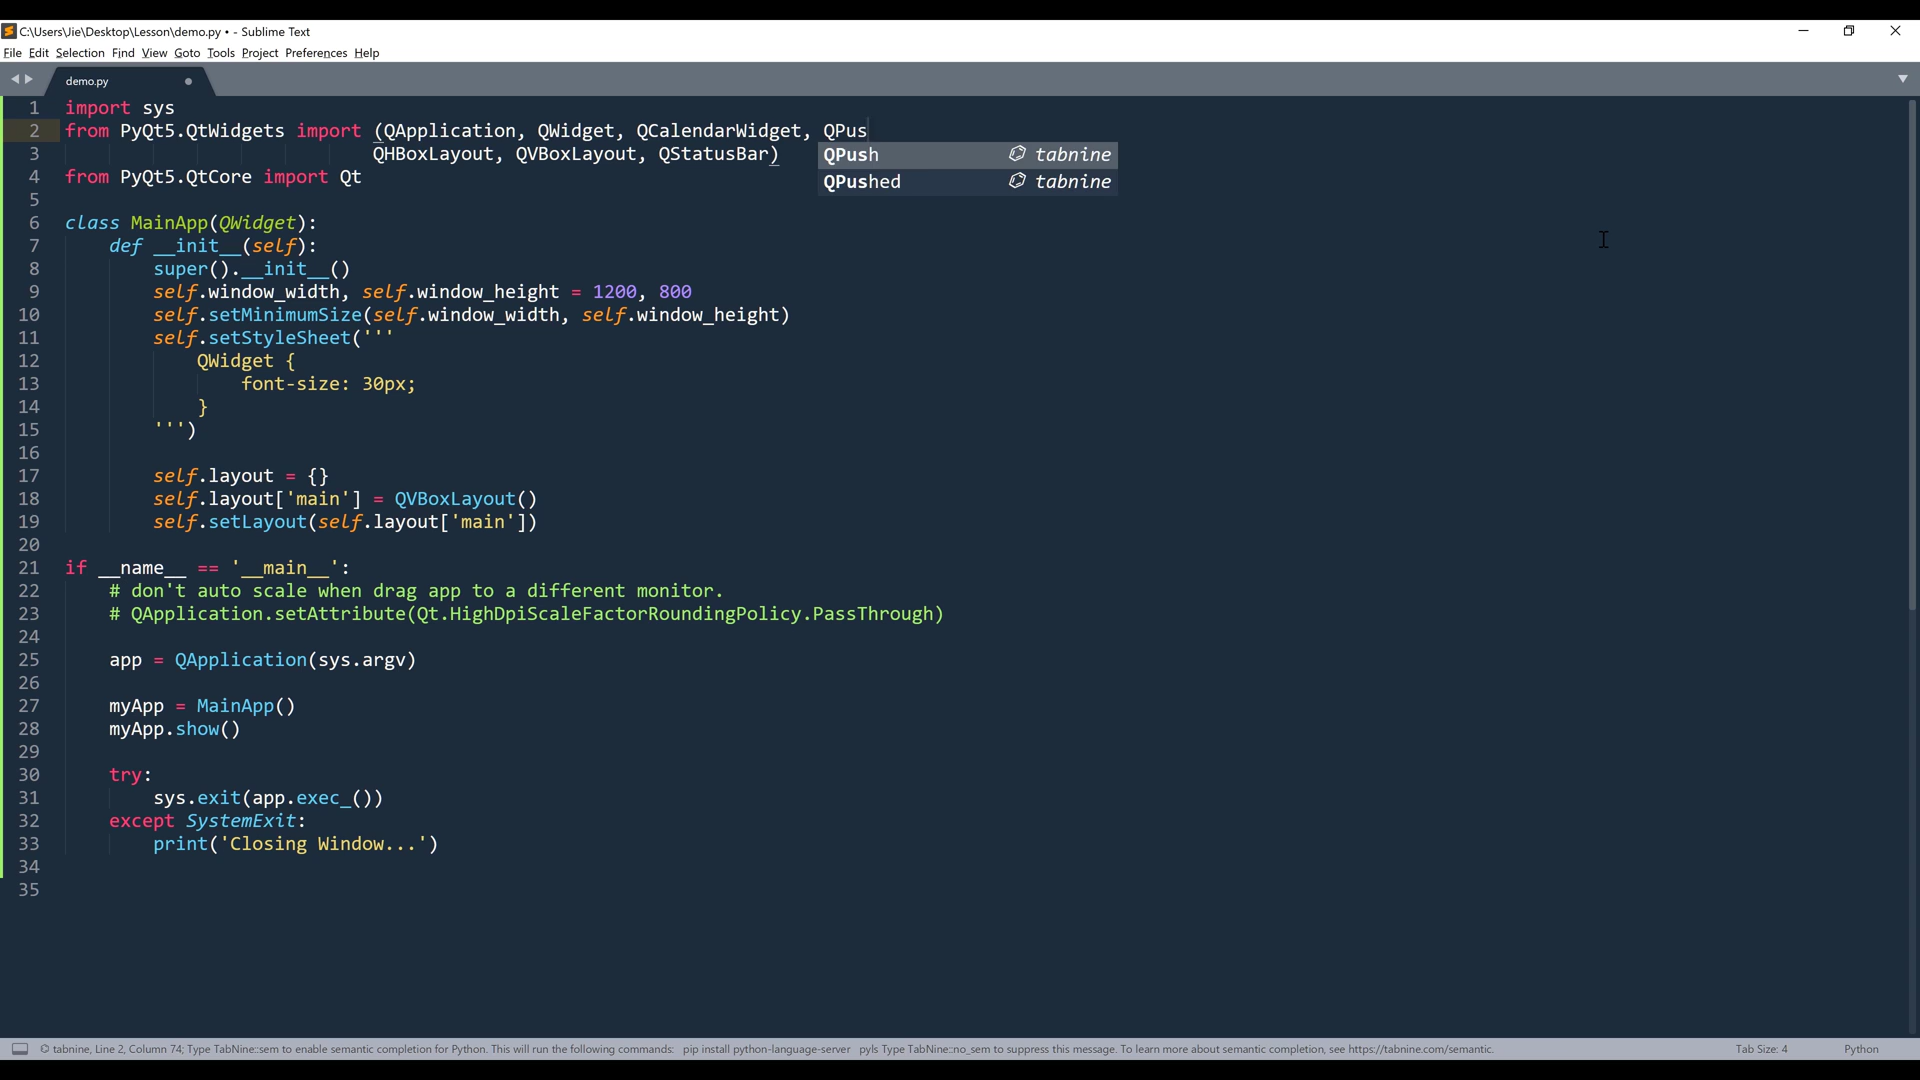 C:\Users\Jie\Desktop\Lesson\demo.py • - Sublime Text
File Edit Selection Find View Goto Tools Project Preferences Help
demo.py
1 import sys
2 from PyQt5.QtWidgets import (QApplication, QWidget, QCalendarWidget, QPus
3 QHBoxLayout, QVBoxLayout, QStatusBar)
QPush tabnine
QPushed tabnine
4 from PyQt5.QtCore import Qt
5
6 class MainApp(QWidget):
7 def __init__(self):
8 super().__init__()
9 self.window_width, self.window_height = 1200, 800
10 self.setMinimumSize(self.window_width, self.window_height)
11 self.setStyleSheet('''
12 QWidget {
13 font-size: 30px;
14 }
15 ''')
16
17 self.layout = {}
18 self.layout['main'] = QVBoxLayout()
19 self.setLayout(self.layout['main'])
20
21 if __name__ == '__main__':
22 # don't auto scale when drag app to a different monitor.
23 # QApplication.setAttribute(Qt.HighDpiScaleFactorRoundingPolicy.PassThrough)
24
25 app = QApplication(sys.argv)
26
27 myApp = MainApp()
28 myApp.show()
29
30 try:
31 sys.exit(app.exec_())
32 except SystemExit:
33 print('Closing Window...')
34
35
tabnine, Line 2, Column 74; Type TabNine::sem to enable semantic completion for Python. This will run the following commands: pip install python-language-server pyls Type TabNine::no_sem to suppress this message. To learn more about semantic completion, see https://tabnine.com/semantic. Tab Size: 4 Python